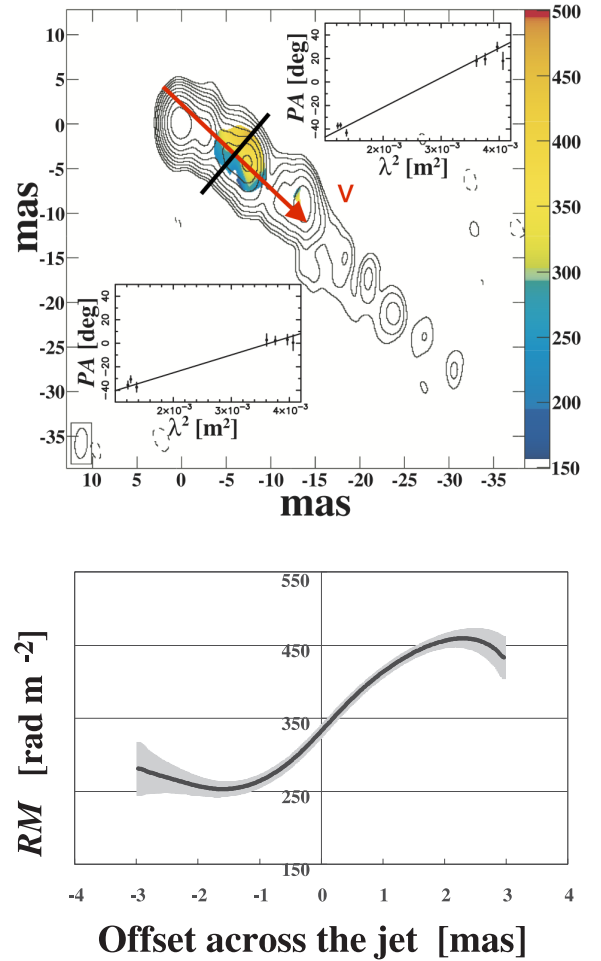 10
5
0
-5
-10
-15
-20
-25
-30
-35
mas
10 5 0 -5 -10 -15 -20 -25 -30 -35
mas
PA [deg]
40
20
0
-20
-40
2×10⁻³ 3×10⁻³ 4×10⁻³
λ² [m²]
V
PA [deg]
40
20
0
-20
-40
2×10⁻³ 3×10⁻³ 4×10⁻³
λ² [m²]
500
450
400
350
300
250
200
150
RM [rad m -2]
550
450
350
250
150
-4 -3 -2 -1 0 1 2 3 4
Offset across the jet [mas]